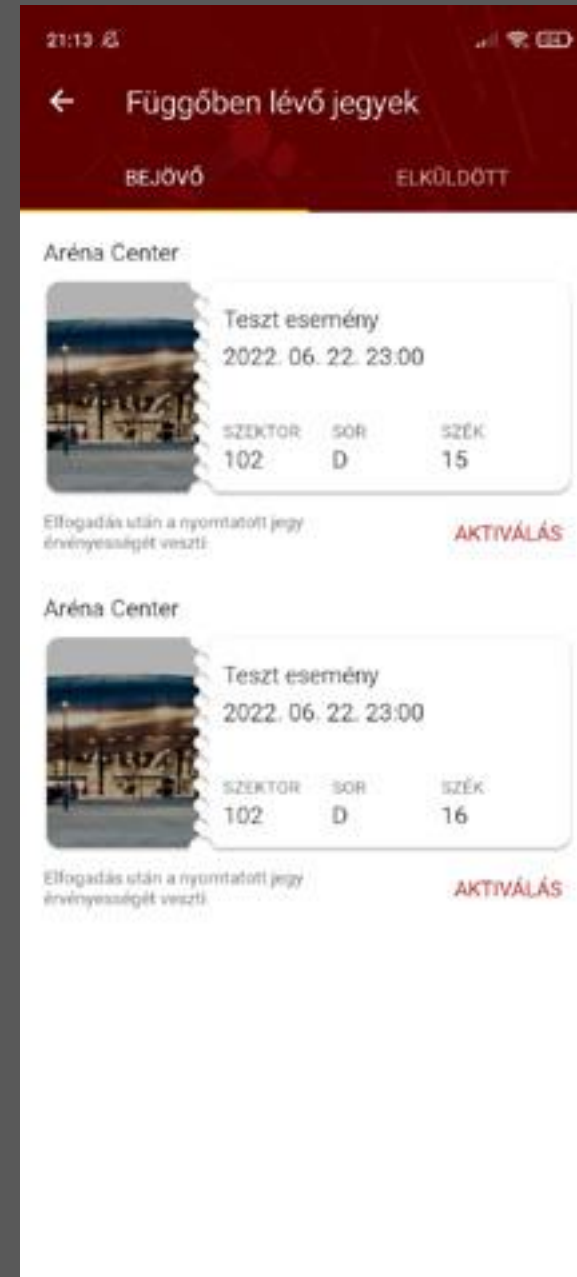 21:13
Függőben lévő jegyek
BEJÖVŐ ELKÜLDÖTT
Aréna Center
Teszt esemény
2022. 06. 22. 23:00
SZEKTOR SOR SZÉK
102 D 15
Elfogadás után a nyomtatott jegy
érvényességét veszti
AKTIVÁLÁS
Aréna Center
Teszt esemény
2022. 06. 22. 23:00
SZEKTOR SOR SZÉK
102 D 16
Elfogadás után a nyomtatott jegy
érvényességét veszti
AKTIVÁLÁS